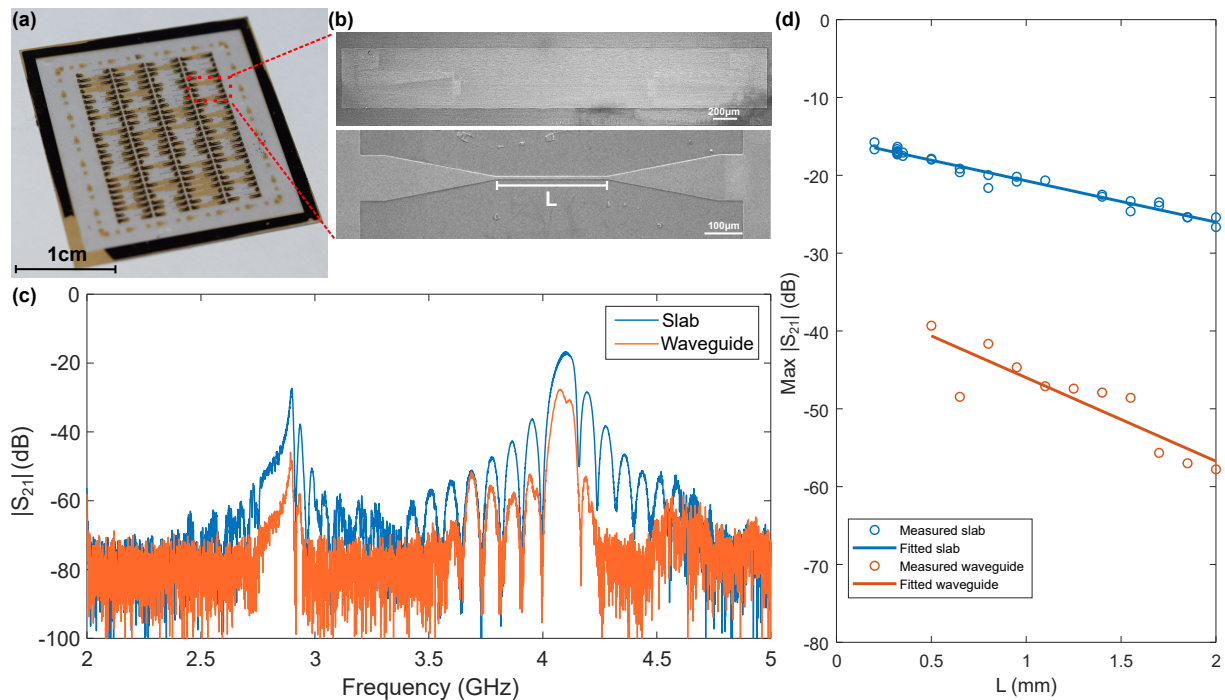 (a)
1cm
(b)
200μm
L
100μm
(c)
0
-20
-40
-60
-80
-100
|S21| (dB)
2
2.5
3
3.5
4
4.5
5
Frequency (GHz)
Slab
Waveguide
(d)
0
-10
-20
-30
-40
-50
-60
-70
-80
Max |S21| (dB)
0
0.5
1
1.5
2
L (mm)
Measured slab
Fitted slab
Measured waveguide
Fitted waveguide